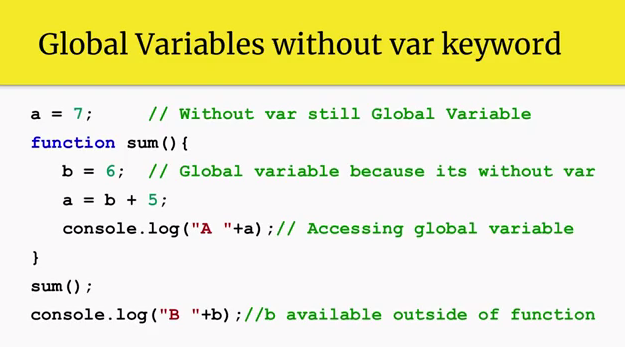 Global Variables without var keyword
a = 7;     // Without var still Global Variable
function sum(){
   b = 6;  // Global variable because its without var
   a = b + 5;
   console.log("A "+a);// Accessing global variable
}
sum();
console.log("B "+b);//b available outside of function